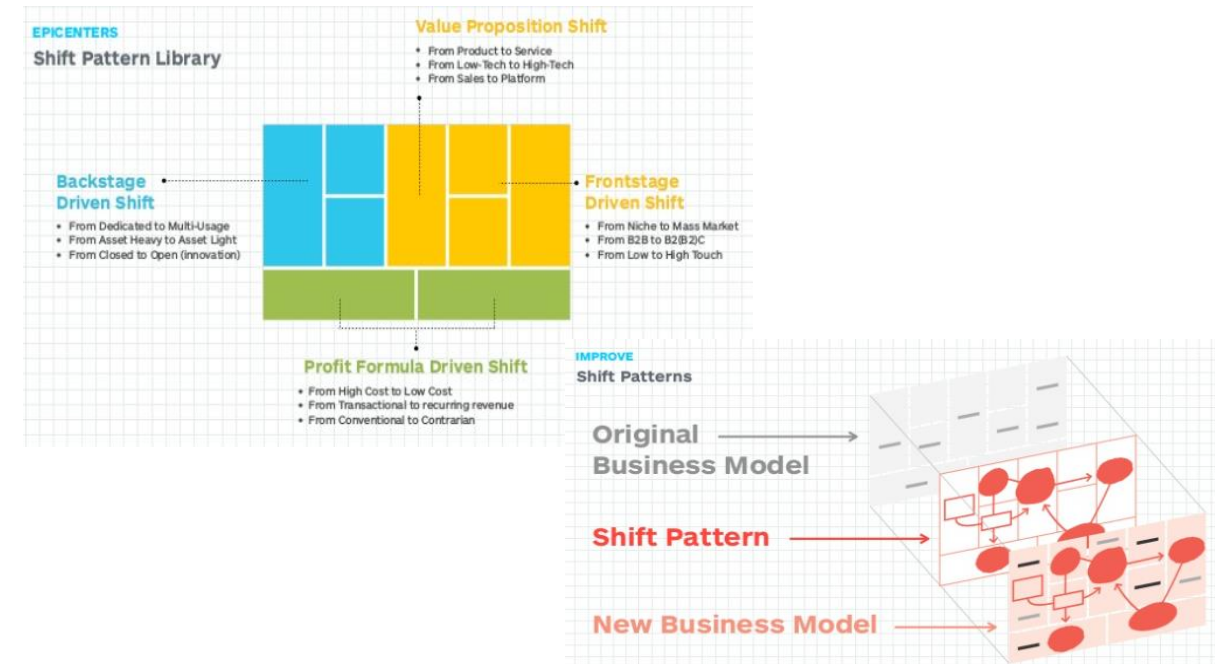 EPICENTERS
Shift Pattern Library
Value Proposition Shift
• From Product to Service
• From Low-Tech to High-Tech
• From Sales to Platform
Backstage
Driven Shift
• From Dedicated to Multi-Usage
• From Asset Heavy to Asset Light
• From Closed to Open (innovation)
Frontstage
Driven Shift
• From Niche to Mass Market
• From B2B to B2(B2)C
• From Low to High Touch
Profit Formula Driven Shift
• From High Cost to Low Cost
• From Transactional to recurring revenue
• From Conventional to Contrarian
IMPROVE
Shift Patterns
Original
Business Model
Shift Pattern
New Business Model